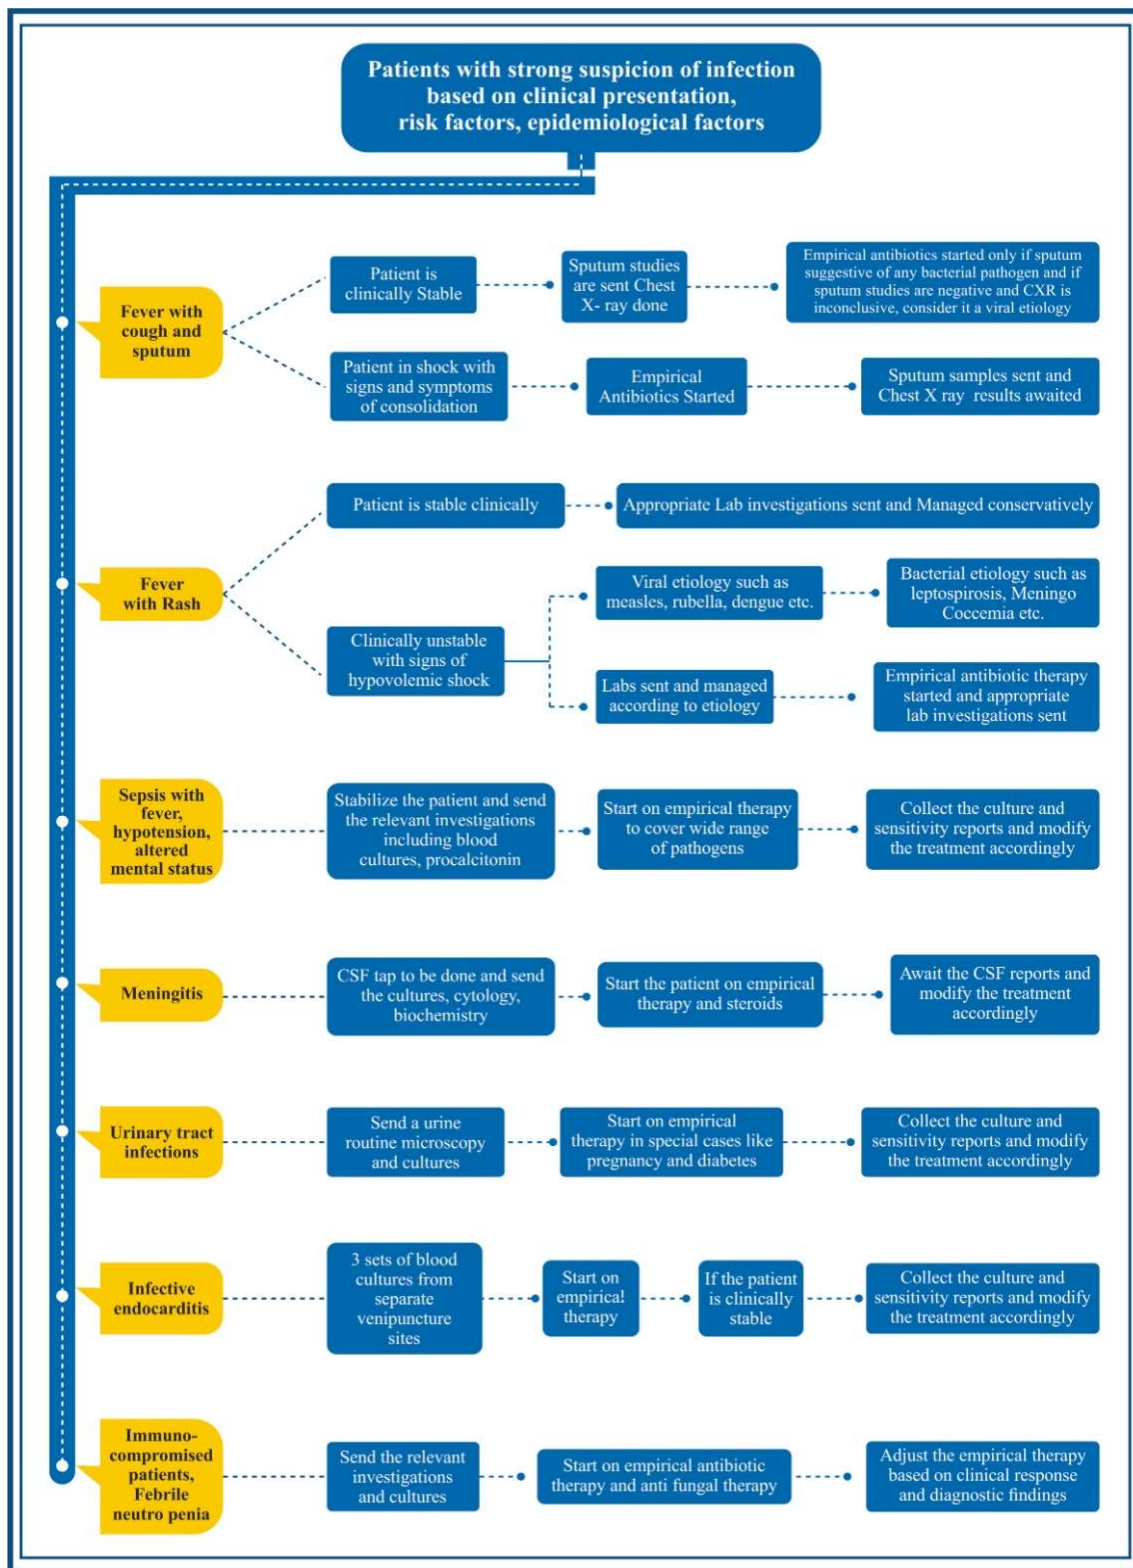 Patients with strong suspicion of infection
based on clinical presentation,
risk factors, epidemiological factors
Fever with
cough and
sputum
Patient is
clinically Stable
Sputum studies
are sent Chest
X- ray done
Empirical antibiotics started only if sputum
suggestive of any bacterial pathogen and if
sputum studies are negative and CXR is
inconclusive, consider it a viral etiology
Patient in shock with
signs and symptoms
of consolidation
Empirical
Antibiotics Started
Sputum samples sent and
Chest X ray results awaited
Fever
with Rash
Patient is stable clinically
Appropriate Lab investigations sent and Managed conservatively
Clinically unstable
with signs of
hypovolemic shock
Viral etiology such as
measles, rubella, dengue etc.
Bacterial etiology such as
leptospirosis, Meningo
Coccemia etc.
Labs sent and managed
according to etiology
Empirical antibiotic therapy
started and appropriate
lab investigations sent
Sepsis with
fever,
hypotension,
altered
mental status
Stabilize the patient and send
the relevant investigations
including blood
cultures, procalcitonin
Start on empirical therapy
to cover wide range
of pathogens
Collect the culture and
sensitivity reports and modify
the treatment accordingly
Meningitis
CSF tap to be done and send
the cultures, cytology,
biochemistry
Start the patient on empirical
therapy and steroids
Await the CSF reports and
modify the treatment
accordingly
Urinary tract
infections
Send a urine
routine microscopy
and cultures
Start on empirical
therapy in special cases like
pregnancy and diabetes
Collect the culture and
sensitivity reports and modify
the treatment accordingly
Infective
endocarditis
3 sets of blood
cultures from
separate
venipuncture
sites
Start on
empirical
therapy
If the patient
is clinically
stable
Collect the culture and
sensitivity reports and modify
the treatment accordingly
Immuno-
compromised
patients,
Febrile
neutro penia
Send the relevant
investigations
and cultures
Start on empirical antibiotic
therapy and anti fungal therapy
Adjust the empirical therapy
based on clinical response
and diagnostic findings